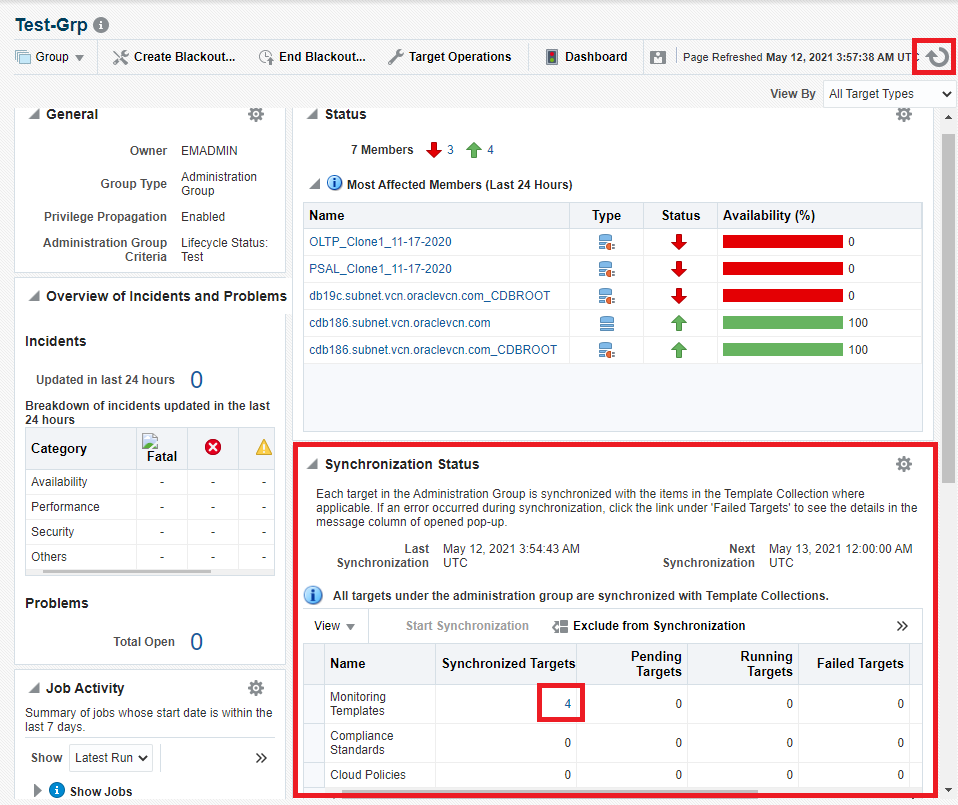 Test-Grp
Group Create Blackout... End Blackout... Target Operations Dashboard Page Refreshed May 12, 2021 3:57:38 AM UTC
View By All Target Types
General
Owner EMADMIN
Group Type Administration
Group
Privilege Propagation Enabled
Administration Group Lifecycle Status:
Criteria Test
Overview of Incidents and Problems
Incidents
Updated in last 24 hours 0
Breakdown of incidents updated in the last
24 hours
Category Fatal
Availability - - -
Performance - - -
Security - - -
Others - - -
Problems
Total Open 0
Job Activity
Summary of jobs whose start date is within the
last 7 days.
Show Latest Run »
Show Jobs
Status
7 Members 3 4
Most Affected Members (Last 24 Hours)
Name Type Status Availability (%)
OLTP_Clone1_11-17-2020 0
PSAL_Clone1_11-17-2020 0
db19c.subnet.vcn.oraclevcn.com_CDBROOT 0
cdb186.subnet.vcn.oraclevcn.com 100
cdb186.subnet.vcn.oraclevcn.com_CDBROOT 100
Synchronization Status
Each target in the Administration Group is synchronized with the items in the Template Collection where
applicable. If an error occurred during synchronization, click the link under 'Failed Targets' to see the details in the
message column of opened pop-up.
Last May 12, 2021 3:54:43 AM Next May 13, 2021 12:00:00 AM
Synchronization UTC Synchronization UTC
All targets under the administration group are synchronized with Template Collections.
View Start Synchronization Exclude from Synchronization »
Name Synchronized Targets Pending Targets Running Targets Failed Targets
Monitoring Templates 4 0 0 0
Compliance Standards 0 0 0 0
Cloud Policies 0 0 0 0